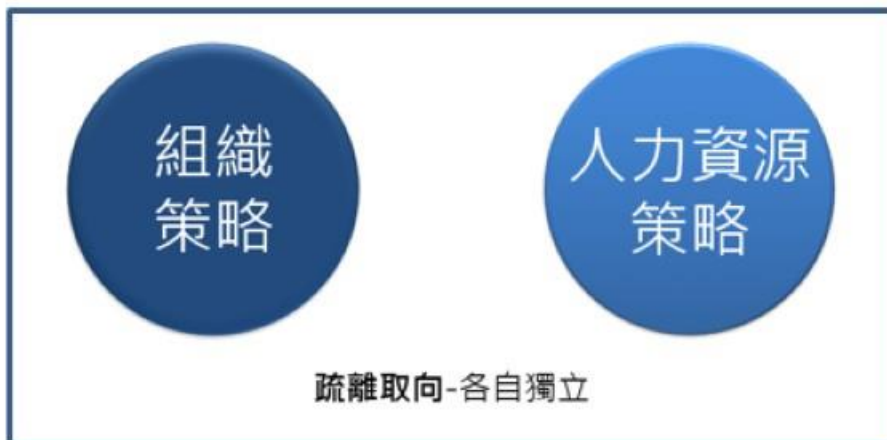 組織
策略
人力資源
策略
疏離取向-各自獨立